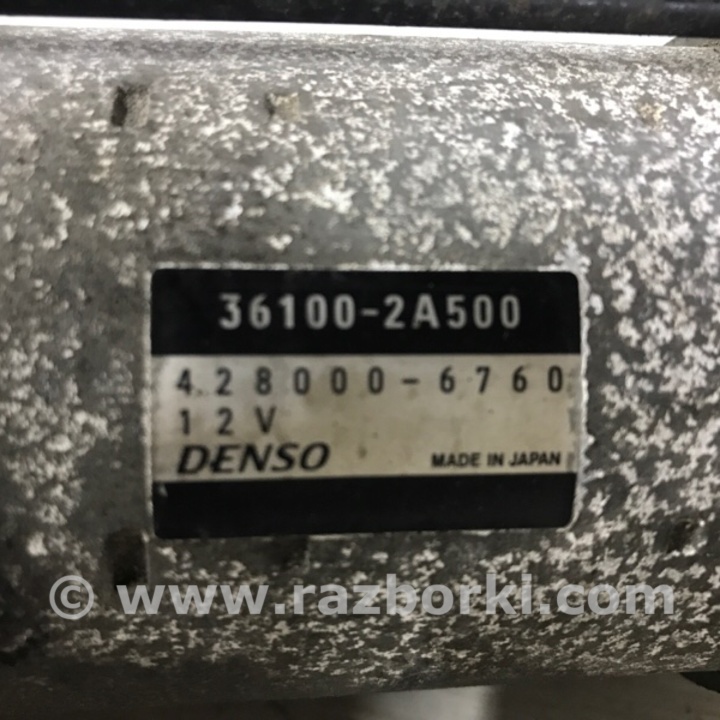 36100-2A500
428000-6760
12V
DENSO MADE IN JAPAN
© www.razborki.com